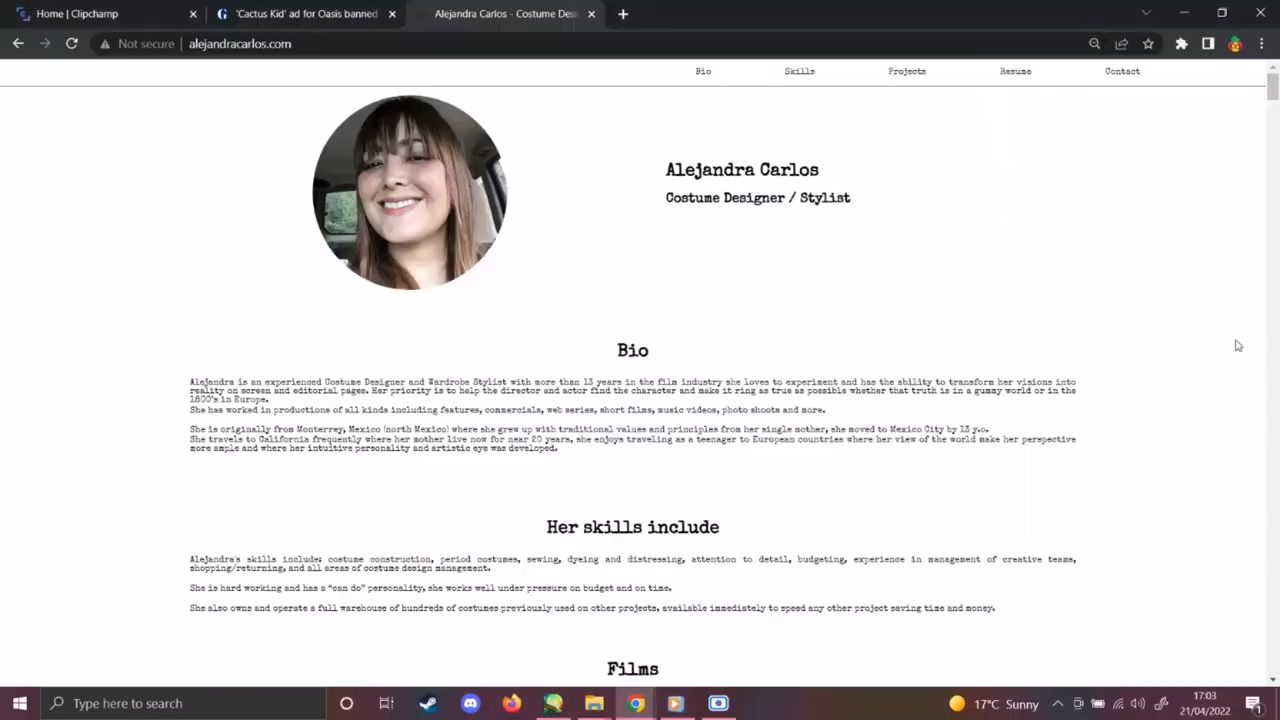 Home | Clipchamp
'Cactus Kid' ad for Oasis banned
Alejandra Carlos - Costume Desi
Not secure
alejandracarlos.com
Bio
Skills
Projects
Resume
Contact
Alejandra Carlos
Costume Designer / Stylist
Bio
Alejandra is an experienced Costume Designer and Wardrobe Stylist with more than 13 years in the film industry she loves to experiment and has the ability to transform her visions into
reality on screen and editorial pages. Her priority is to help the director and actor find the character and make it ring as true as possible whether that truth is in a gummy world or in the
1800's in Europe.
She has worked in productions of all kinds including features, commercials, web series, short films, music videos, photo shoots and more.
She is originally from Monterrey, Mexico (north Mexico) where she grew up with traditional values and principles from her single mother, she moved to Mexico City by 13 y.o.
She travels to California frequently where her mother live now for near 20 years, she enjoys traveling as a teenager to European countries where her view of the world make her perspective
more ample and where her intuitive personality and artistic eye was developed.
Her skills include
Alejandra's skills include: costume construction, period costumes, sewing, dyeing and distressing, attention to detail, budgeting, experience in management of creative teams,
shopping/returning, and all areas of costume design management.
She is hard working and has a "can do" personality, she works well under pressure on budget and on time.
She also owns and operate a full warehouse of hundreds of costumes previously used on other projects, available immediately to speed any other project saving time and money.
Films
Type here to search
17°C Sunny
17:03
21/04/2022
1